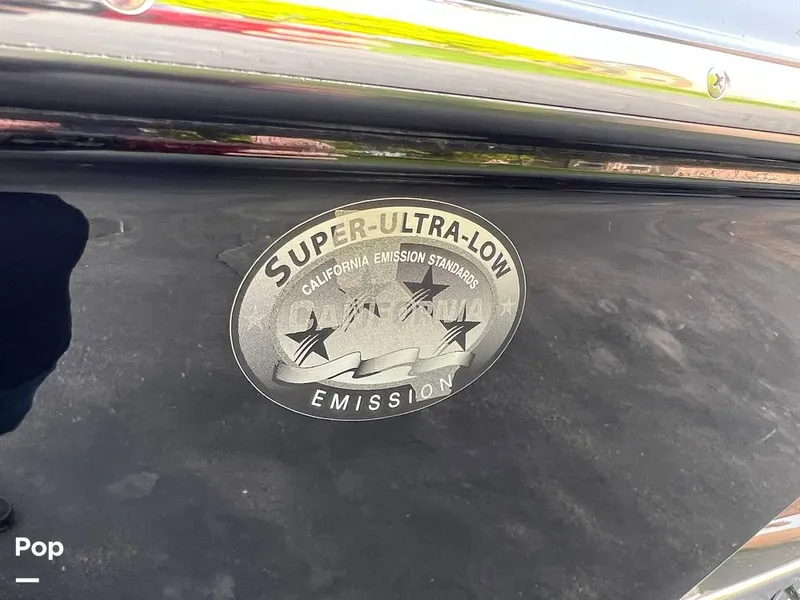 SUPER-ULTRA-LOW
CALIFORNIA EMISSION STANDARDS
CALIFORNIA
EMISSION
Pop